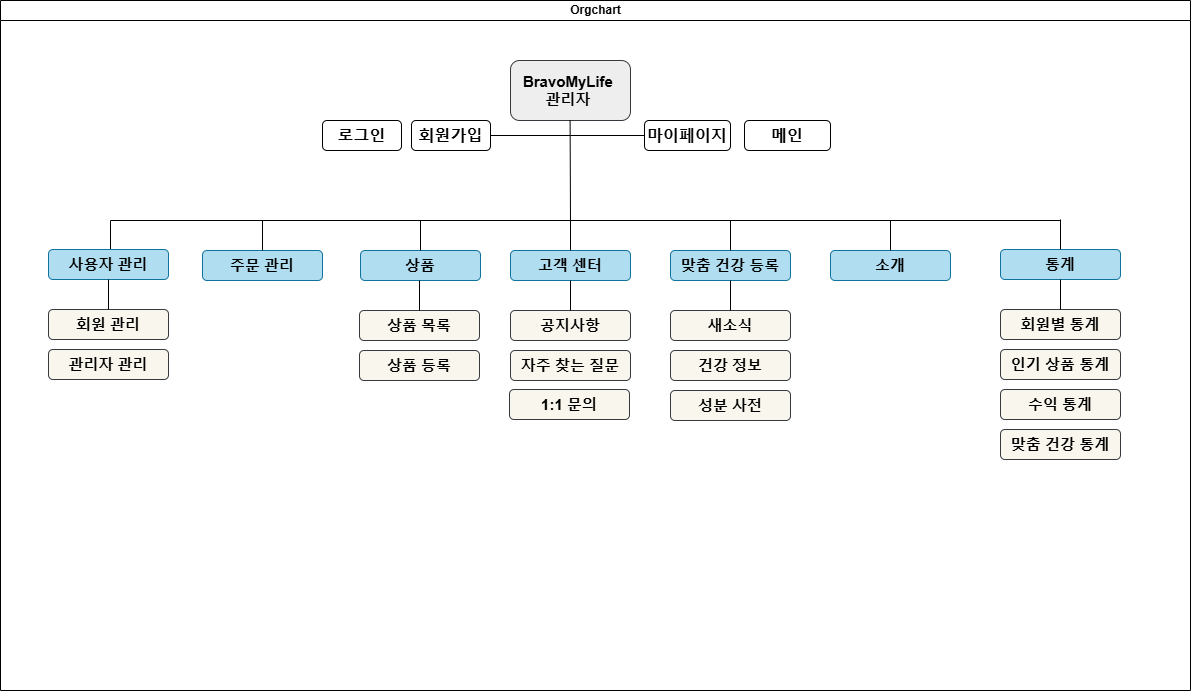 Orgchart
BravoMyLife
관리자
로그인
회원가입
마이페이지
메인
사용자 관리
주문 관리
상품
고객 센터
맞춤 건강 등록
소개
통계
회원 관리
상품 목록
공지사항
새소식
회원별 통계
관리자 관리
상품 등록
자주 찾는 질문
건강 정보
인기 상품 통계
1:1 문의
성분 사전
수익 통계
맞춤 건강 통계